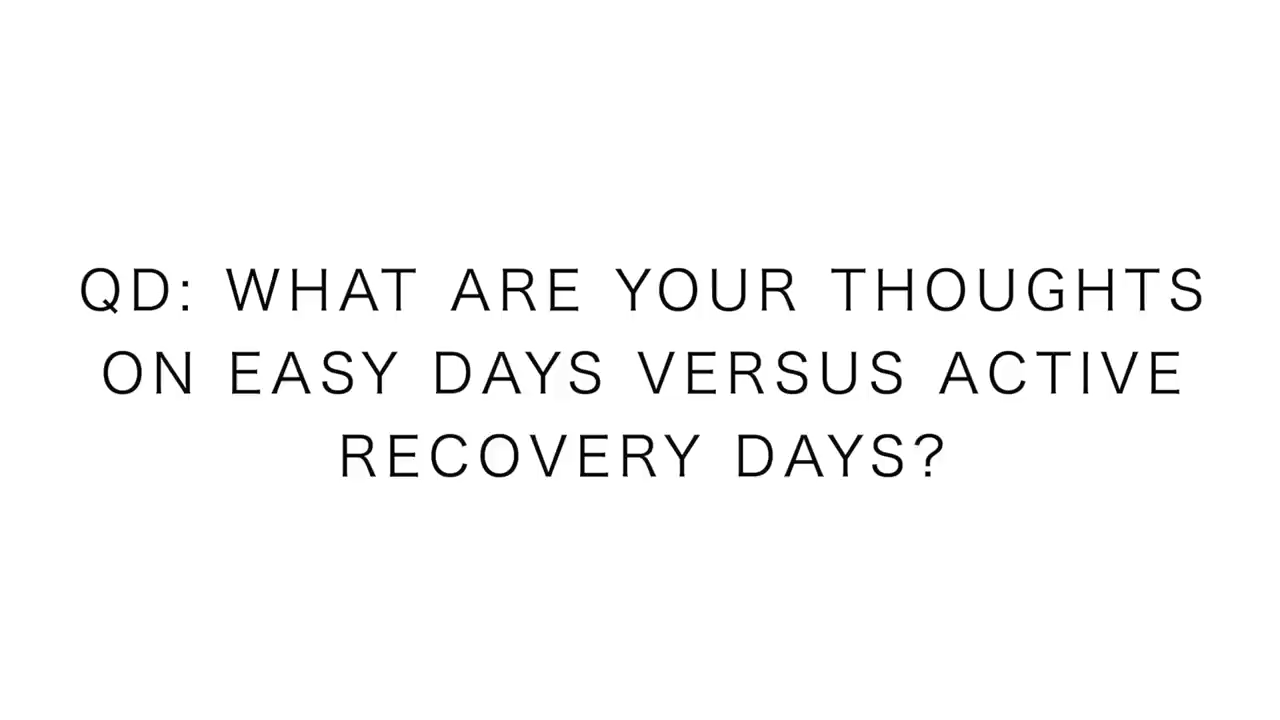 QD: WHAT ARE YOUR THOUGHTS
ON EASY DAYS VERSUS ACTIVE
RECOVERY DAYS?